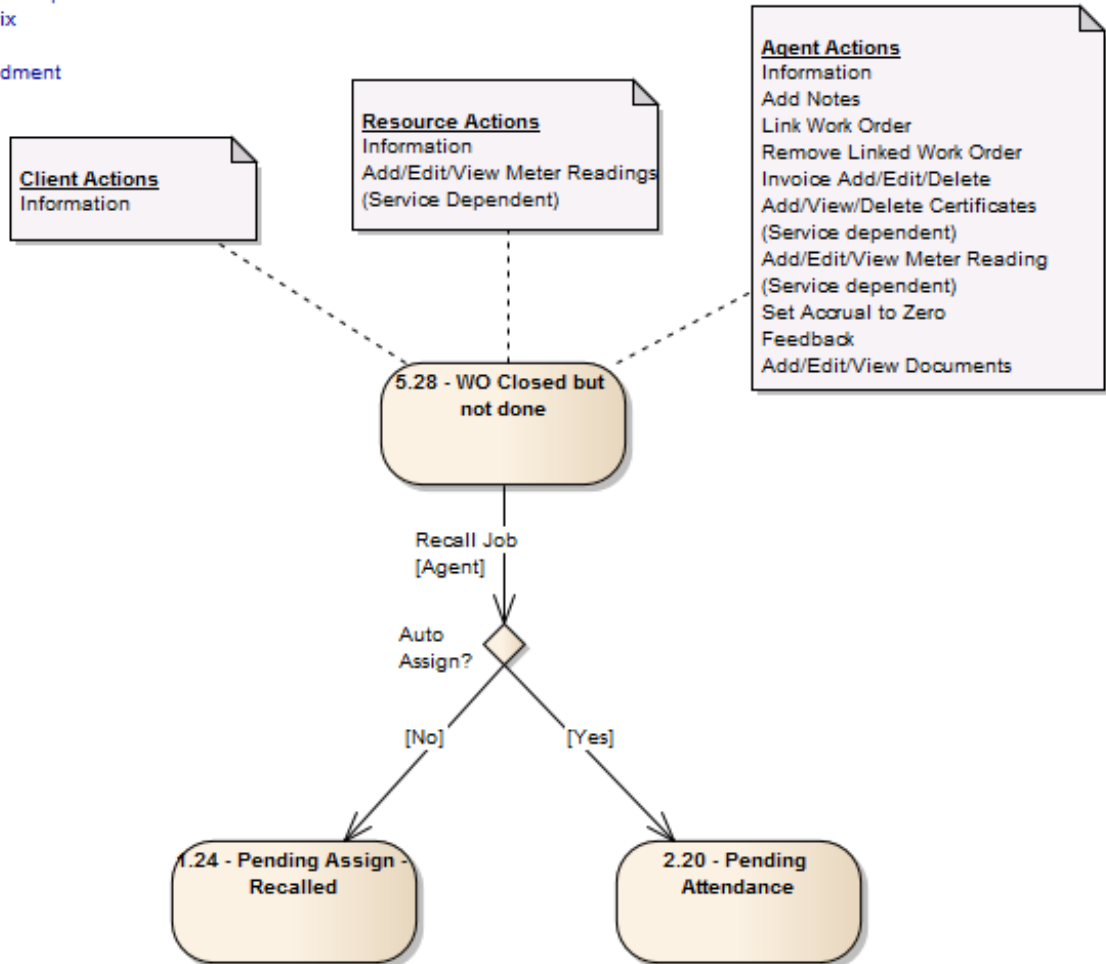 ix
dment
Client Actions
Information
Resource Actions
Information
Add/Edit/View Meter Readings
(Service Dependent)
Agent Actions
Information
Add Notes
Link Work Order
Remove Linked Work Order
Invoice Add/Edit/Delete
Add/View/Delete Certificates
(Service dependent)
Add/Edit/View Meter Reading
(Service dependent)
Set Accrual to Zero
Feedback
Add/Edit/View Documents
5.28 - WO Closed but
not done
Recall Job
[Agent]
Auto
Assign?
[No]
[Yes]
1.24 - Pending Assign -
Recalled
2.20 - Pending
Attendance